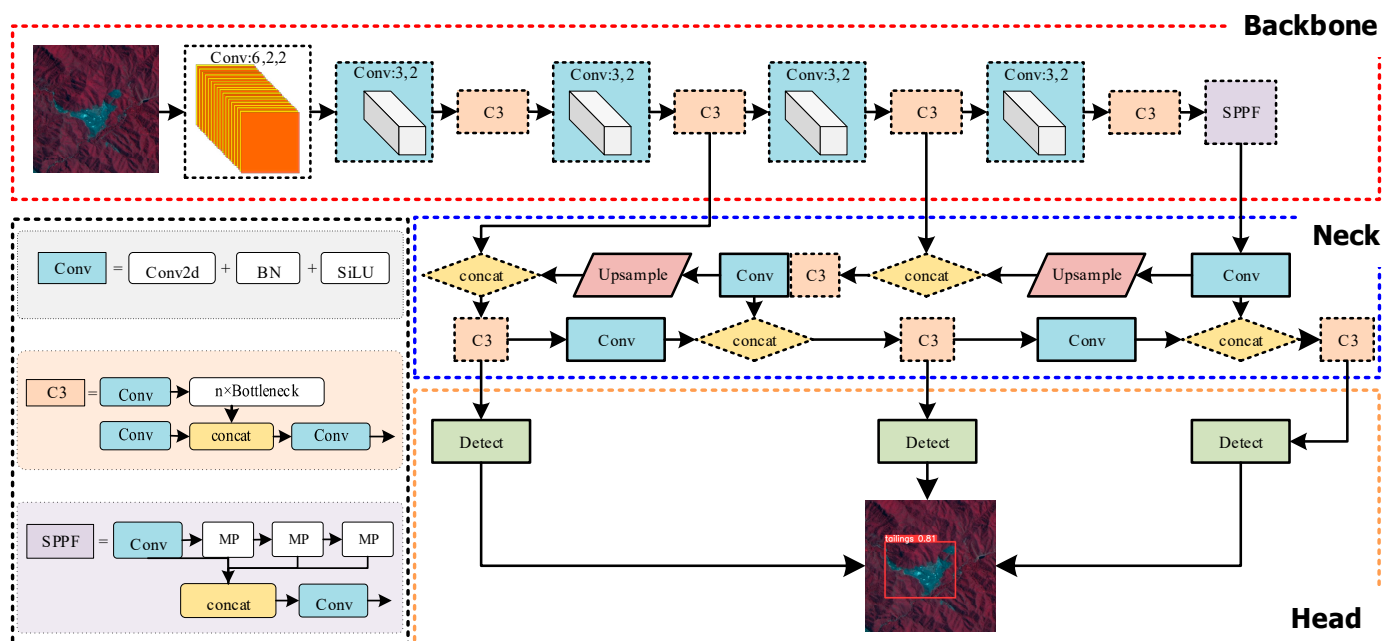 Backbone
Conv:6,2,2
Conv:3,2
C3
Conv:3,2
C3
Conv:3,2
C3
Conv:3,2
C3
SPPF
Neck
concat
Upsample
Conv
C3
concat
Upsample
Conv
C3
Conv
concat
C3
Conv
concat
C3
Detect
Detect
Detect
tailings 0.81
Head
Conv = Conv2d + BN + SiLU
C3 = Conv n×Bottleneck
Conv concat Conv
SPPF = Conv MP MP MP
concat Conv